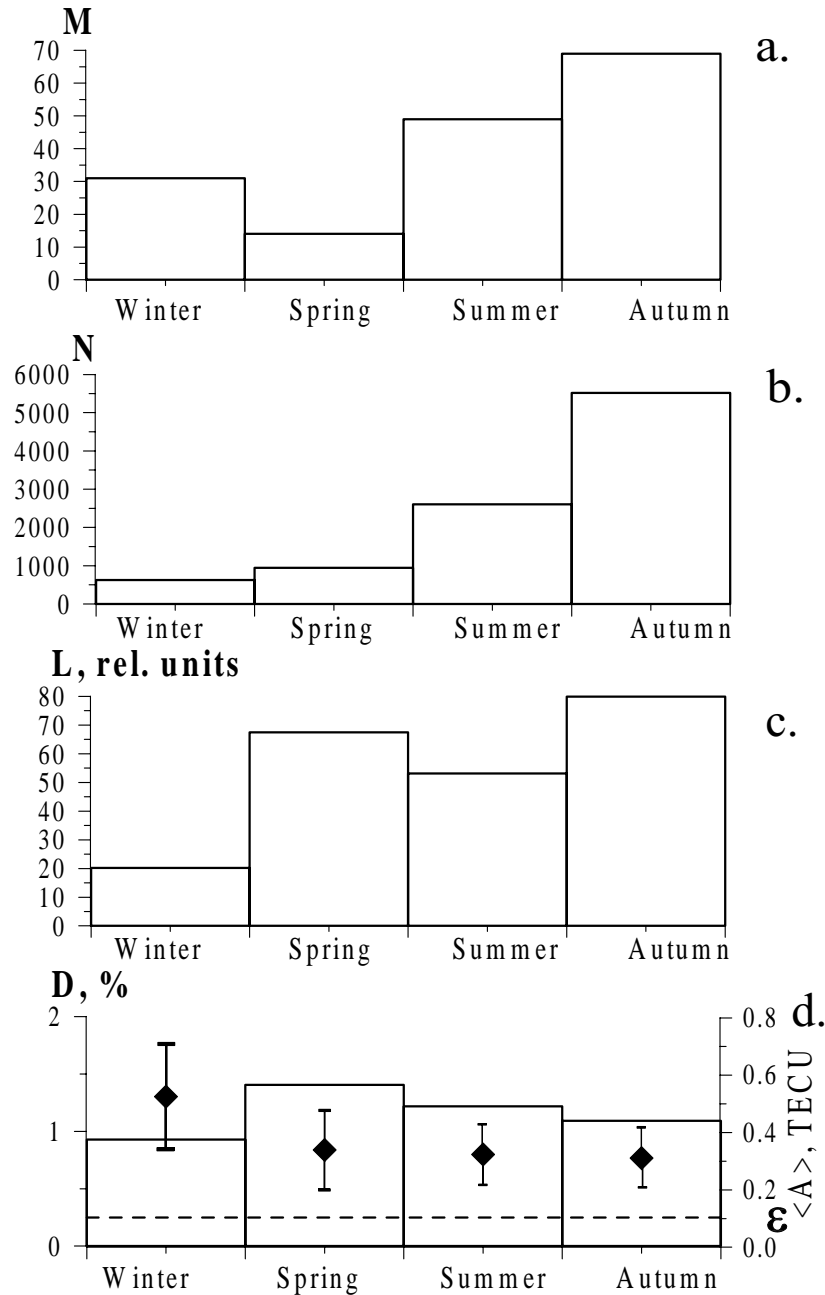 M
a.
70
60
50
40
30
20
10
0
Winter Spring Summer Autumn
N
b.
6000
5000
4000
3000
2000
1000
0
Winter Spring Summer Autumn
L, rel. units
c.
80
70
60
50
40
30
20
10
0
Winter Spring Summer Autumn
D, %
d.
2
1
0
0.8
0.6
0.4
0.2
0.0
ε
<A>, TECU
Winter Spring Summer Autumn